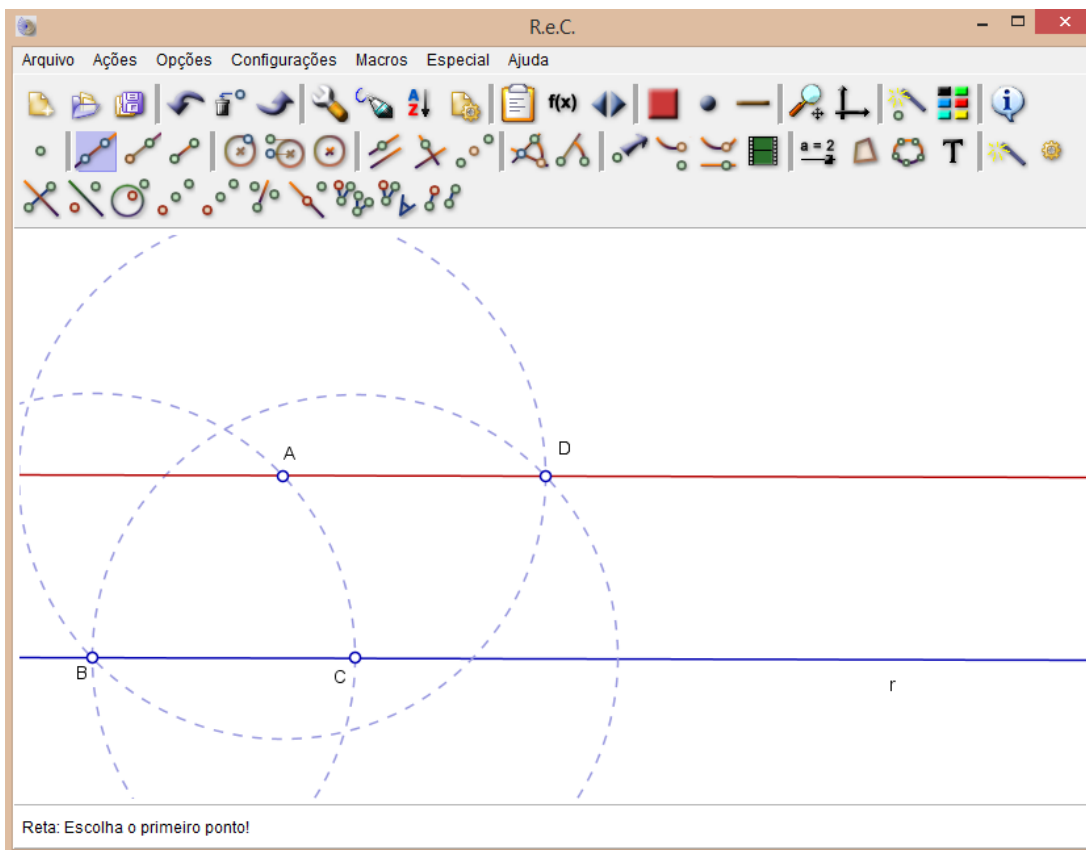 R.e.C.
Arquivo Ações Opções Configurações Macros Especial Ajuda
A Z f(x)
a = 2 T
A D
B C r
Reta: Escolha o primeiro ponto!